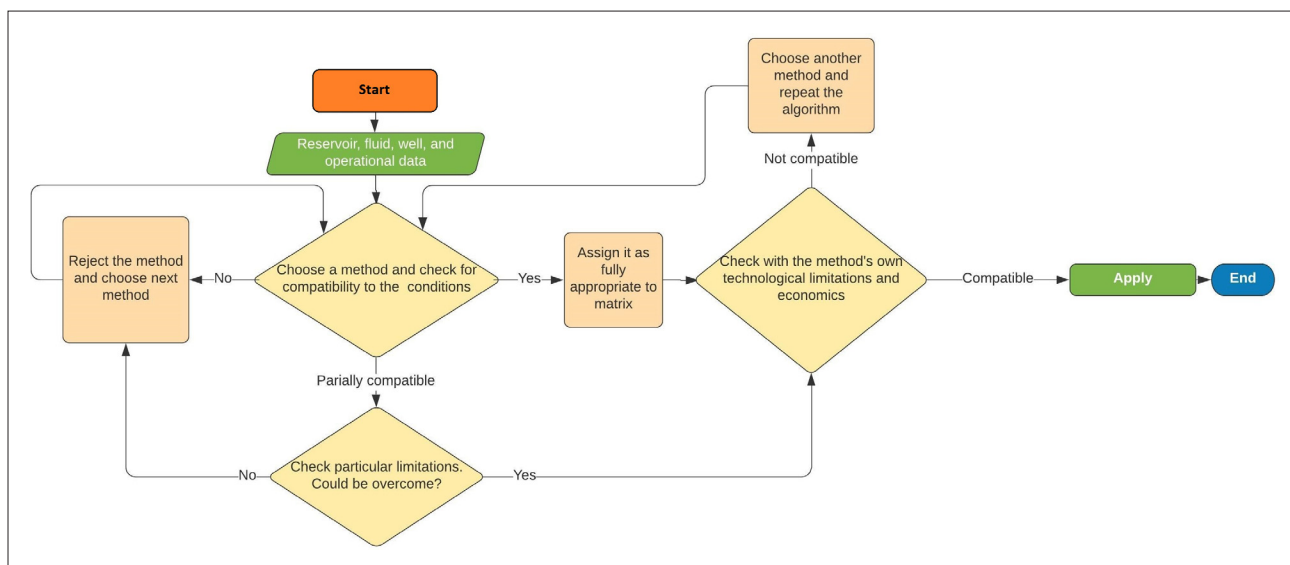 Start
Reservoir, fluid, well, and
operational data
Choose another
method and
repeat the
algorithm
Not compatible
Reject the method
and choose next
method
No
Choose a method and check for
compatibility to the conditions
Yes
Assign it as
fully
appropriate to
matrix
Check with the method's own
technological limitations and
economics
Compatible
Apply
End
Parially compatible
No
Check particular limitations.
Could be overcome?
Yes